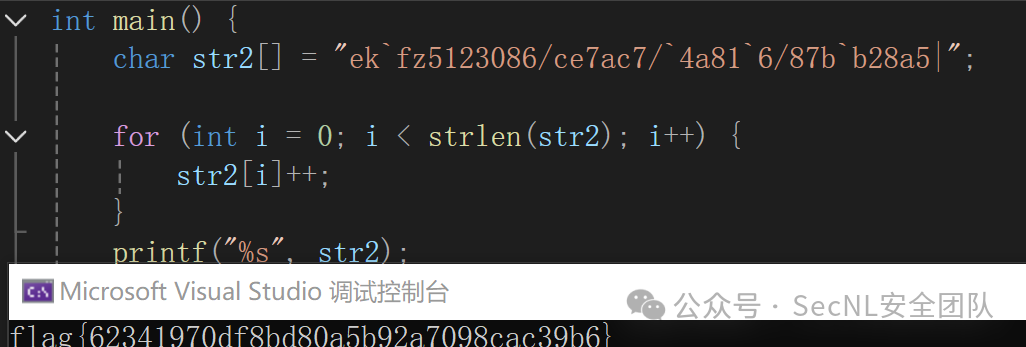 int main() {
char str2[] = "ek`fz5123086/ce7ac7/`4a81`6/87b`b28a5|";
for (int i = 0; i < strlen(str2); i++) {
str2[i]++;
}
printf("%s", str2);
Microsoft Visual Studio 调试控制台
公众号 · SecNL安全团队
flag{62341970df8bd80a5b92a7098cac39b6}